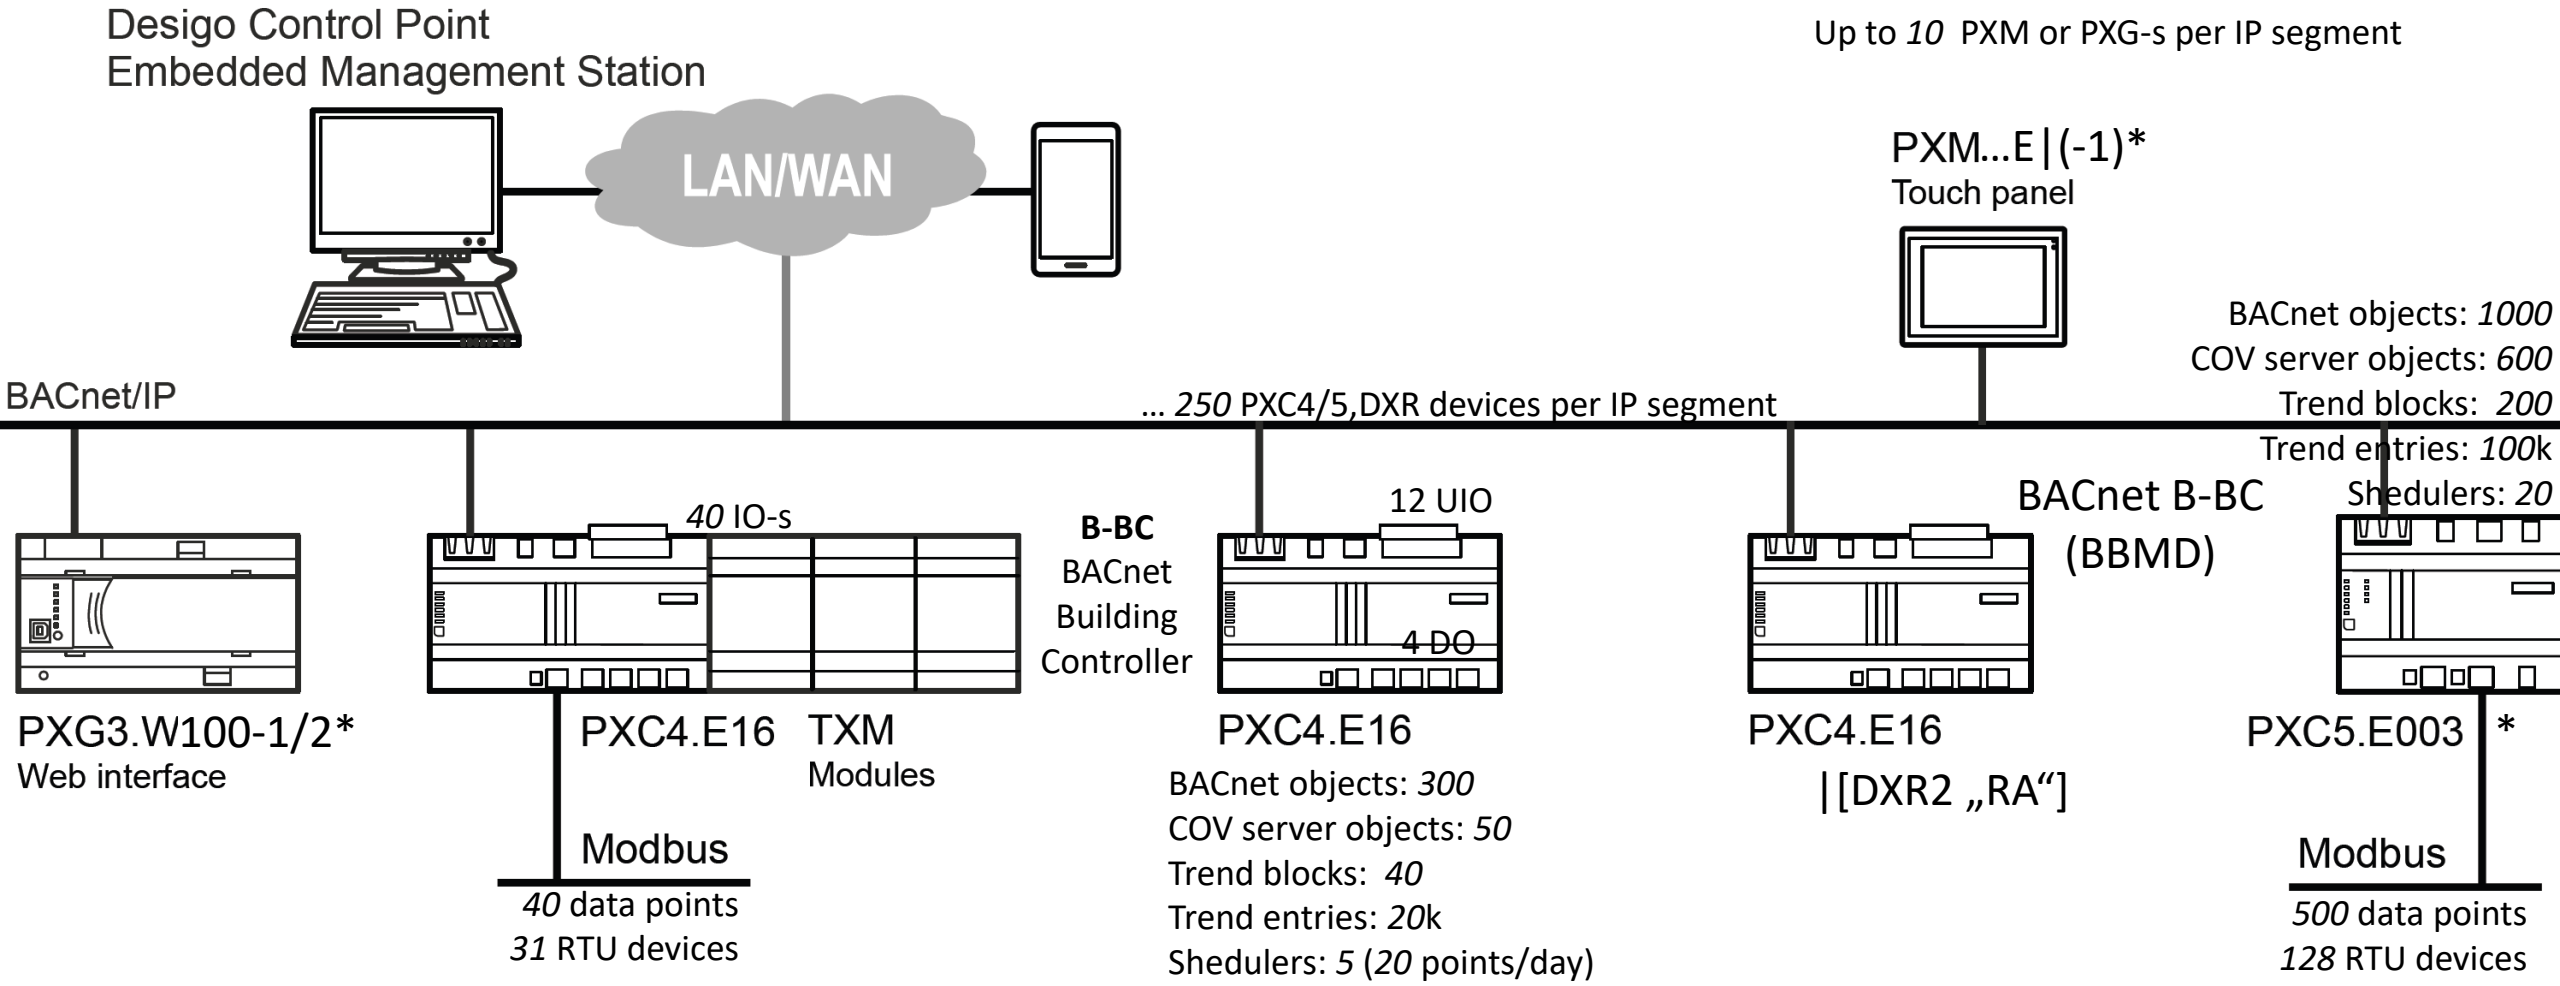 Desigo Control Point
Embedded Management Station
Up to 10 PXM or PXG-s per IP segment
LAN/WAN
PXM...E|(-1)*
Touch panel
BACnet objects: 1000
COV server objects: 600
Trend blocks: 200
Trend entries: 100k
Shedulers: 20
BACnet/IP
... 250 PXC4/5,DXR devices per IP segment
40 IO-s
B-BC
BACnet
Building
Controller
12 UIO
4 DO
BACnet B-BC
(BBMD)
PXG3.W100-1/2*
Web interface
PXC4.E16
TXM
Modules
PXC4.E16
PXC4.E16
|[DXR2 „RA“]
PXC5.E003 *
Modbus
40 data points
31 RTU devices
BACnet objects: 300
COV server objects: 50
Trend blocks: 40
Trend entries: 20k
Shedulers: 5 (20 points/day)
Modbus
500 data points
128 RTU devices